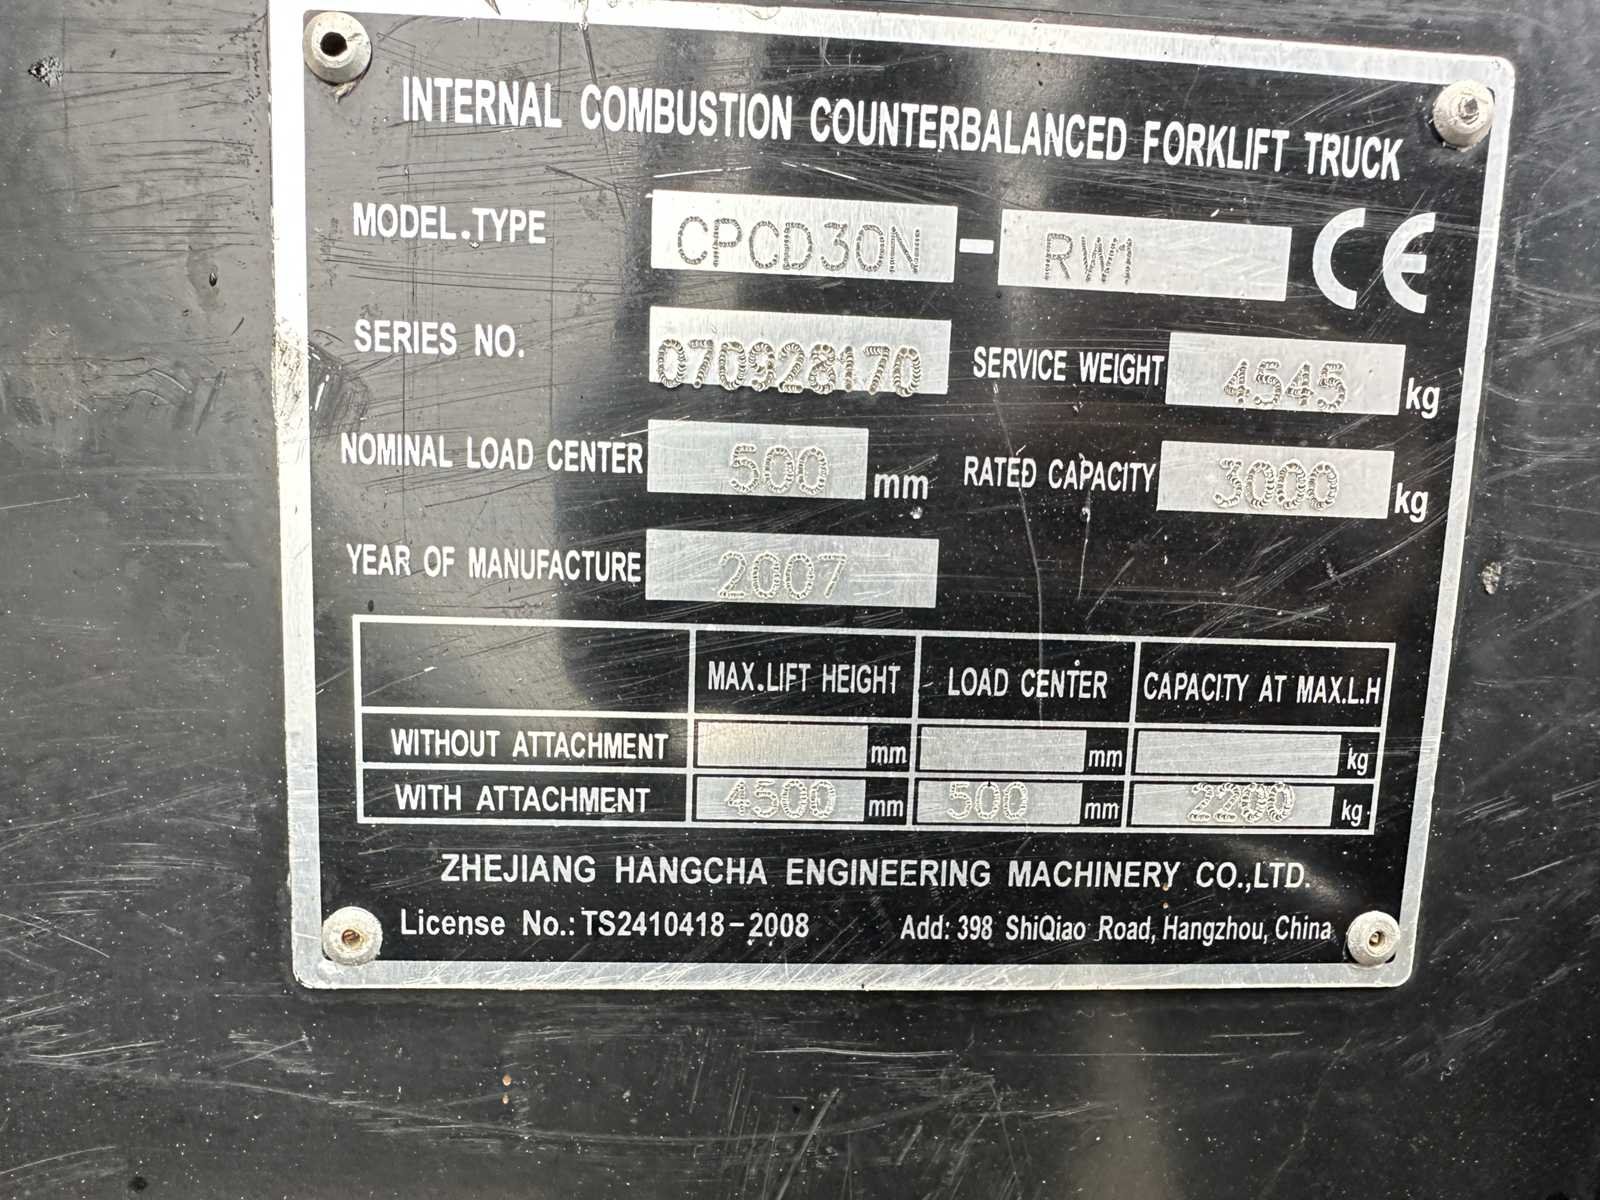 INTERNAL COMBUSTION COUNTERBALANCED FORKLIFT TRUCK
MODEL.TYPE CPCD30N - RW1 CE
SERIES NO. 070928170 SERVICE WEIGHT 4545 kg
NOMINAL LOAD CENTER 500 mm RATED CAPACITY 3000 kg
YEAR OF MANUFACTURE 2007
MAX.LIFT HEIGHT LOAD CENTER CAPACITY AT MAX.L.H
WITHOUT ATTACHMENT mm mm kg
WITH ATTACHMENT 4500 mm 500 mm 2200 kg
ZHEJIANG HANGCHA ENGINEERING MACHINERY CO.,LTD.
License No.: TS2410418-2008 Add: 398 ShiQiao Road, Hangzhou, China